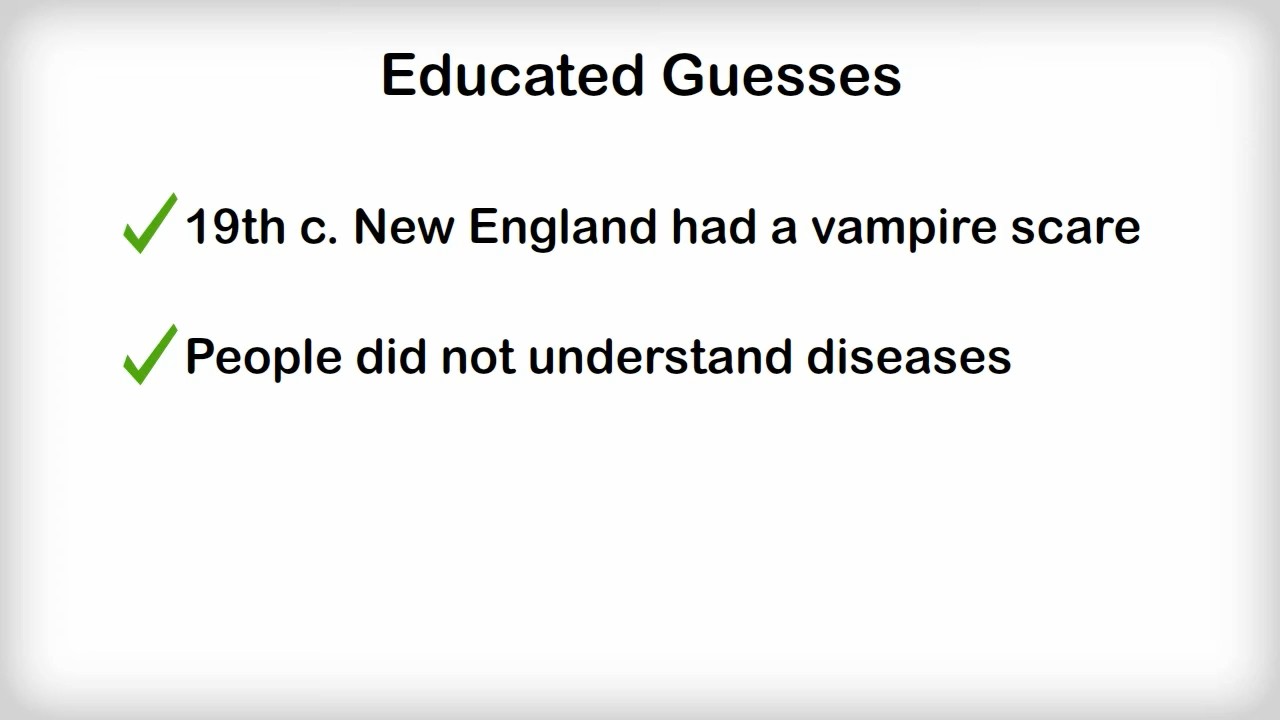 Educated Guesses
19th c. New England had a vampire scare
People did not understand diseases